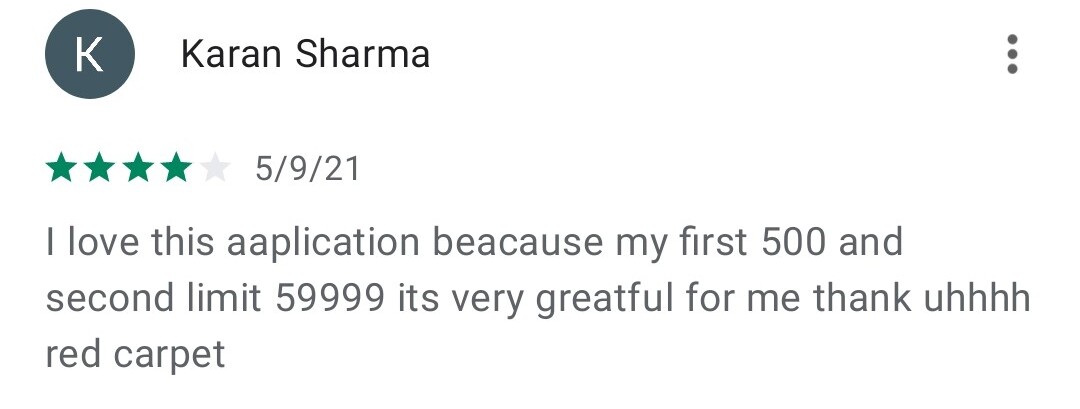 K
Karan Sharma
5/9/21
I love this aaplication beacause my first 500 and
second limit 59999 its very greatful for me thank uhhhh
red carpet